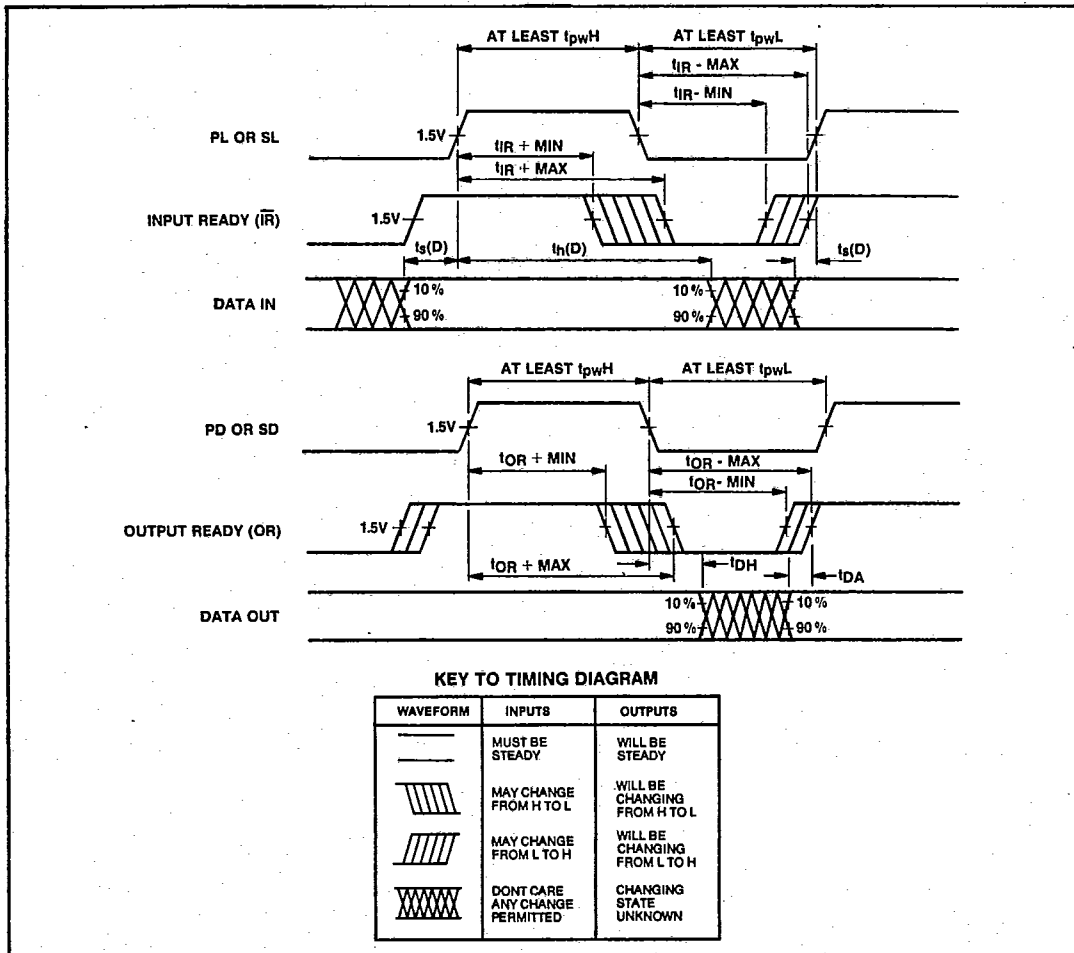 AT LEAST tpwH
AT LEAST tpwL
tIR - MAX
tIR- MIN
PL OR SL
1.5V
tIR + MIN
tIR + MAX
INPUT READY (I̅R̅)
1.5V
ts(D)
th(D)
ts(D)
DATA IN
10%
90%
10%
90%
AT LEAST tpwH
AT LEAST tpwL
PD OR SD
1.5V
tOR + MIN
tOR - MAX
tOR- MIN
OUTPUT READY (OR)
1.5V
tOR + MAX
tDH
tDA
DATA OUT
10%
90%
10%
90%
KEY TO TIMING DIAGRAM
WAVEFORM INPUTS OUTPUTS
MUST BE STEADY WILL BE STEADY
MAY CHANGE FROM H TO L WILL BE CHANGING FROM H TO L
MAY CHANGE FROM L TO H WILL BE CHANGING FROM L TO H
DONT CARE ANY CHANGE PERMITTED CHANGING STATE UNKNOWN